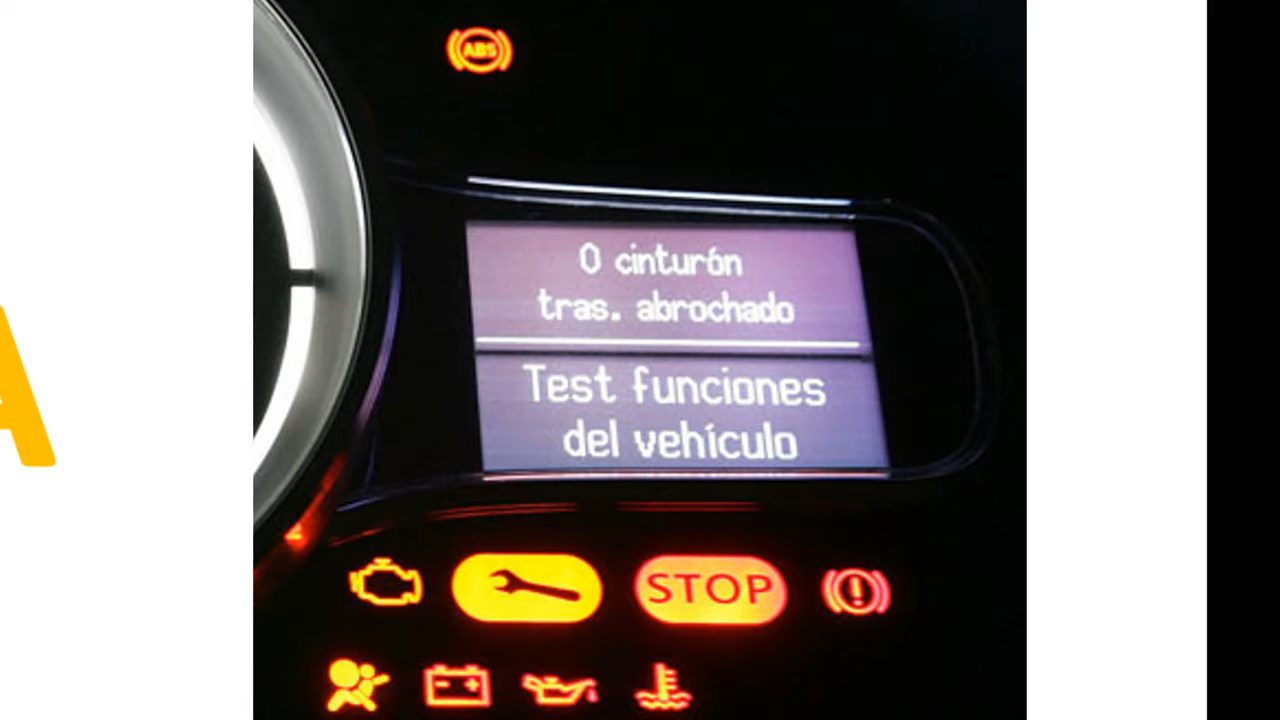 ABS
0 cinturón
tras. abrochado
Test funciones
del vehículo
STOP
A